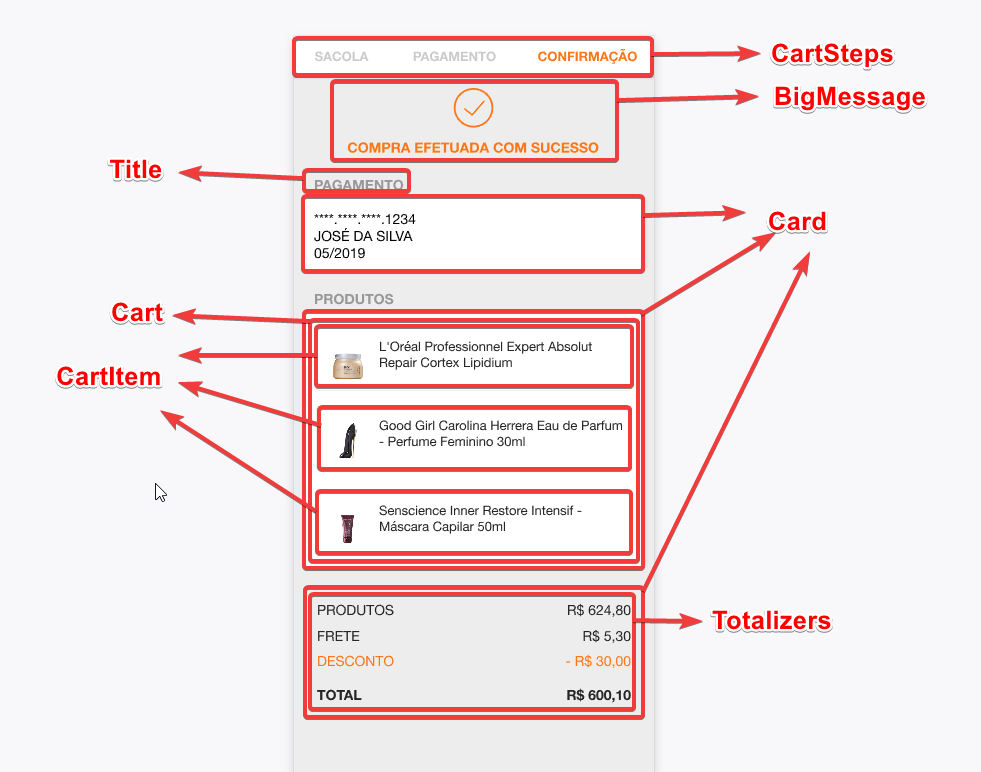 SACOLA PAGAMENTO CONFIRMAÇÃO
CartSteps
BigMessage
COMPRA EFETUADA COM SUCESSO
Title
PAGAMENTO
****.****.****.1234
JOSÉ DA SILVA
05/2019
Card
PRODUTOS
Cart
L'Oréal Professionnel Expert Absolut
Repair Cortex Lipidium
CartItem
Good Girl Carolina Herrera Eau de Parfum
- Perfume Feminino 30ml
Senscience Inner Restore Intensif -
Máscara Capilar 50ml
PRODUTOS R$ 624,80
Totalizers
FRETE R$ 5,30
DESCONTO - R$ 30,00
TOTAL R$ 600,10